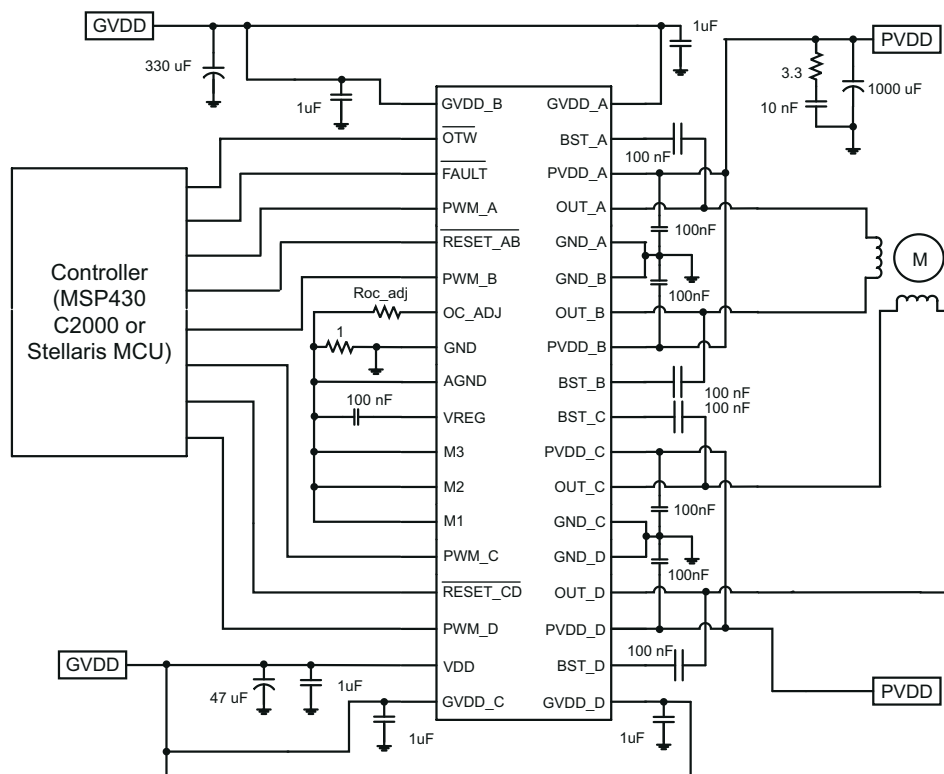 GVDD
1uF
PVDD
330 uF
1uF
3.3
10 nF
1000 uF
GVDD_B
GVDD_A
OTW
BST_A
100 nF
FAULT
PVDD_A
PWM_A
OUT_A
100nF
RESET_AB
GND_A
Controller
(MSP430
C2000 or
Stellaris MCU)
PWM_B
GND_B
M
100nF
Roc_adj
OC_ADJ
OUT_B
1
GND
PVDD_B
AGND
BST_B
100 nF
100 nF
100 nF
VREG
BST_C
M3
PVDD_C
M2
OUT_C
100nF
M1
GND_C
PWM_C
GND_D
100nF
RESET_CD
OUT_D
PWM_D
PVDD_D
100 nF
GVDD
VDD
BST_D
47 uF
1uF
PVDD
GVDD_C
GVDD_D
1uF
1uF